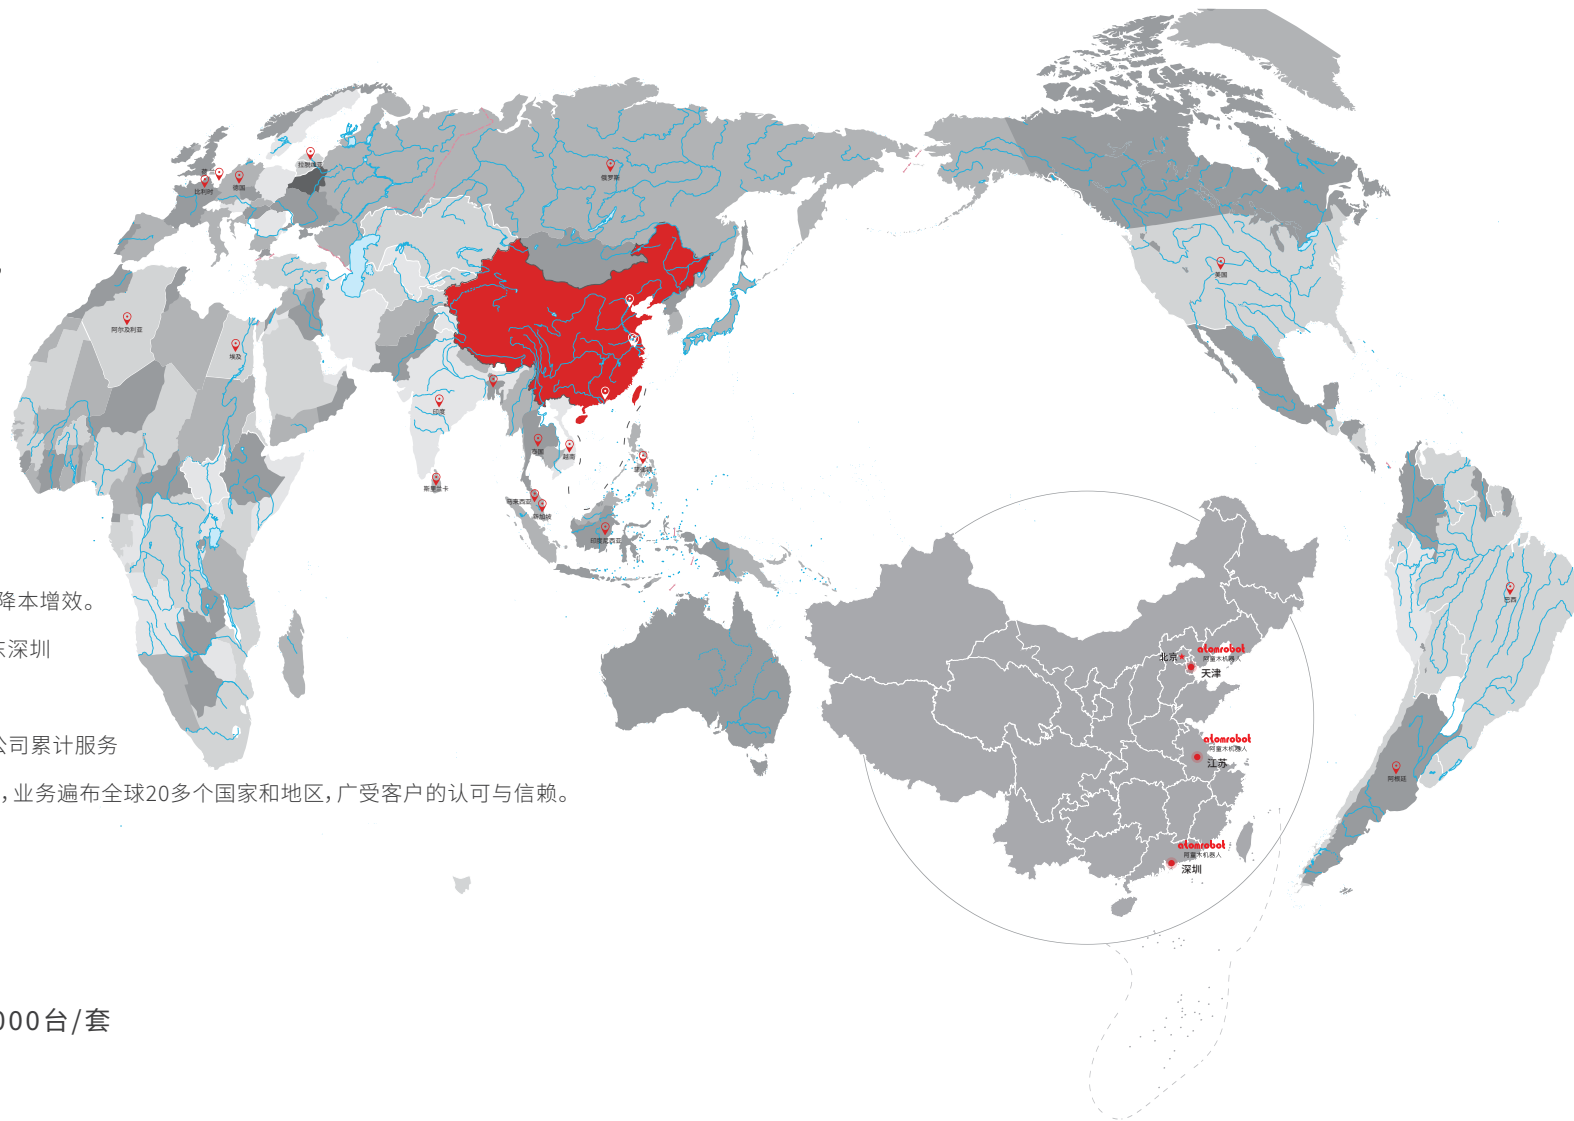 拉脱维亚
荷兰
比利时
德国
俄罗斯
美国
阿尔及利亚
埃及
印度
泰国
越南
菲律宾
斯里兰卡
马来西亚
新加坡
印度尼西亚
巴西
阿根廷
降本增效。
东深圳
公司累计服务
，业务遍布全球20多个国家和地区，广受客户的认可与信赖。
000台/套
北京
atomrobot
阿童木机器人
天津
atomrobot
阿童木机器人
江苏
atomrobot
阿童木机器人
深圳